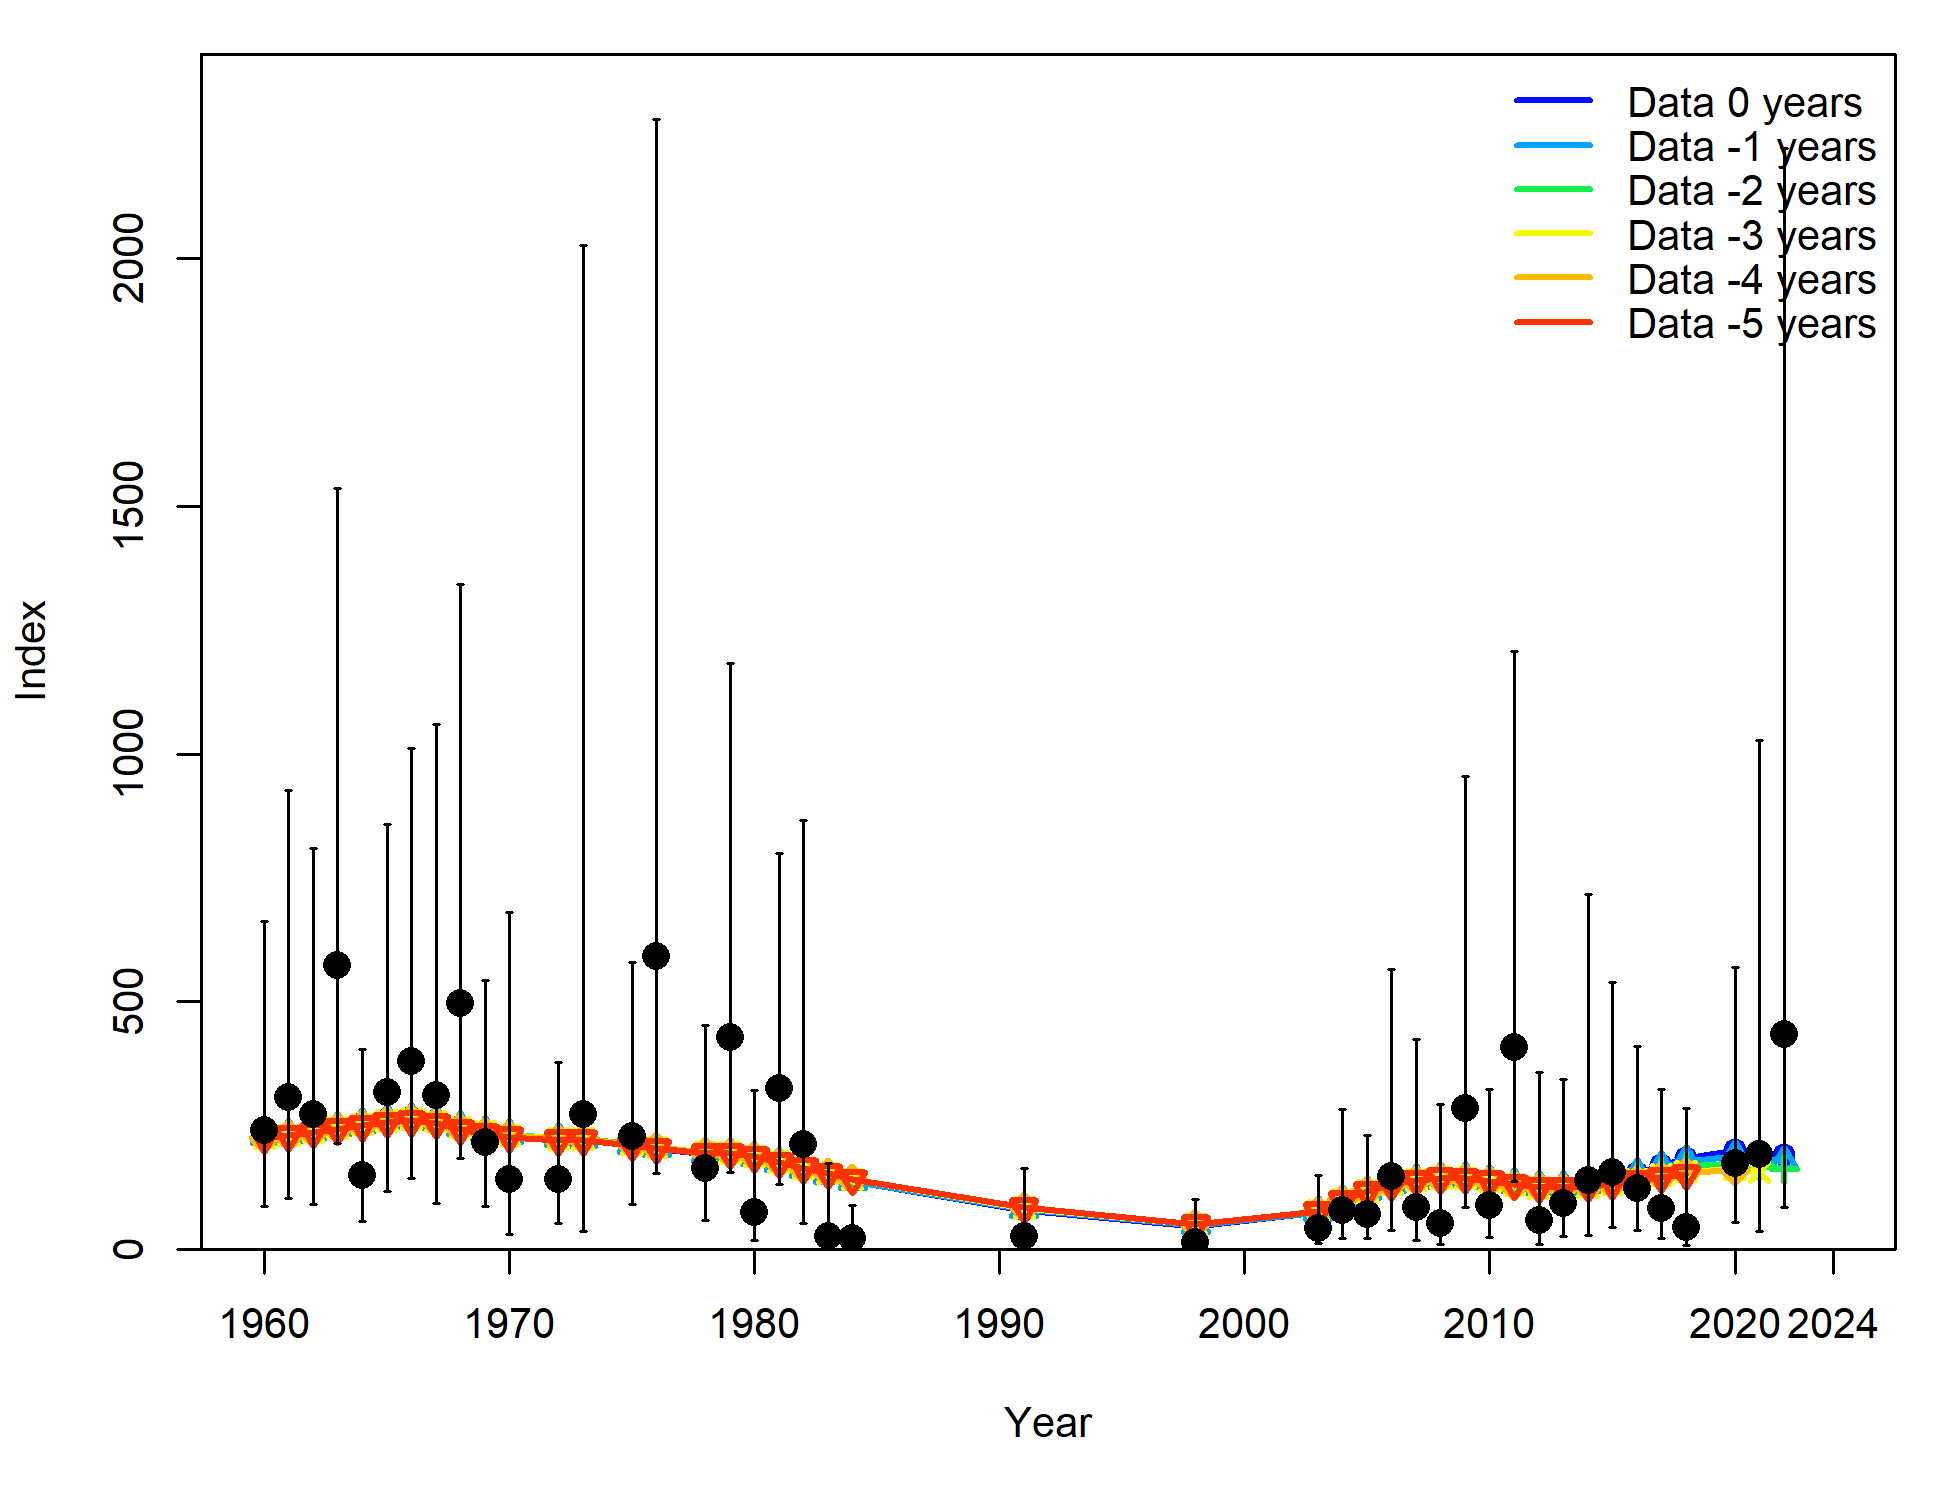 Data 0 years
Data -1 years
Data -2 years
Data -3 years
Data -4 years
Data -5 years
2000
1500
1000
500
0
Index
1960 1970 1980 1990 2000 2010 2020 2024
Year